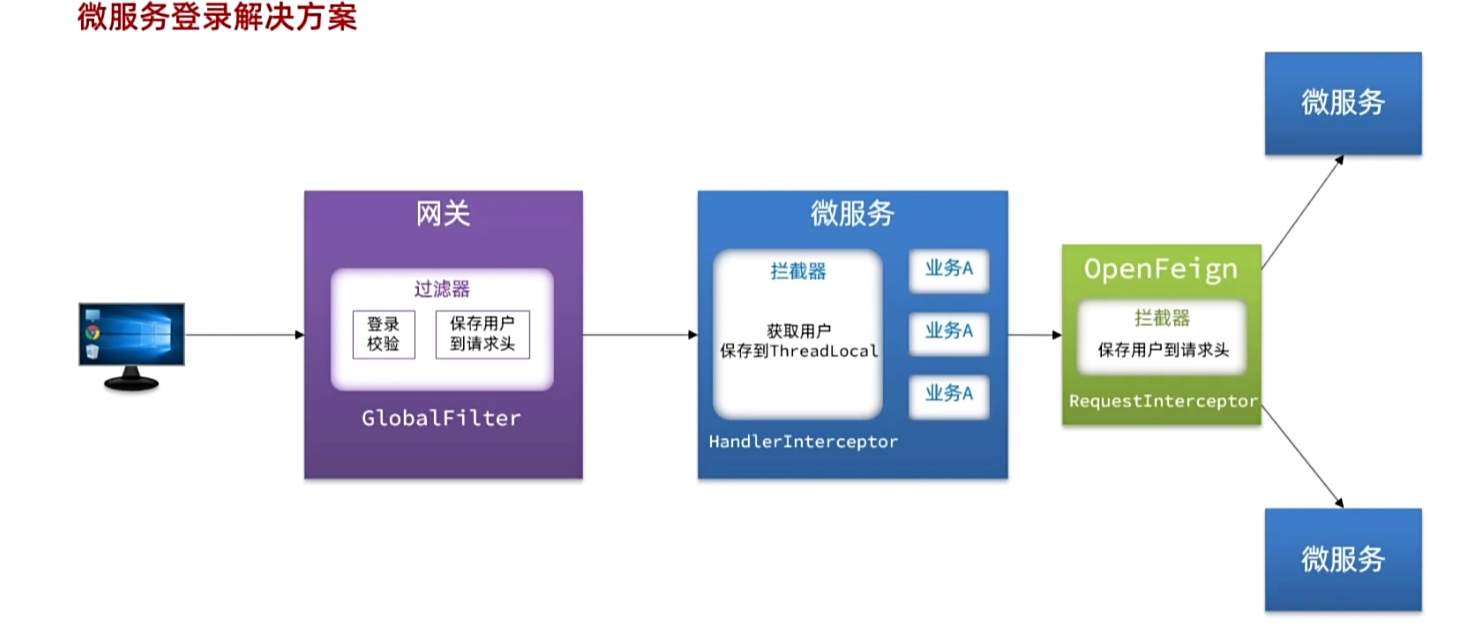 微服务登录解决方案
网关
过滤器
登录
校验
保存用户
到请求头
GlobalFilter
微服务
拦截器
获取用户
保存到ThreadLocal
HandlerInterceptor
业务A
业务A
业务A
OpenFeign
拦截器
保存用户到请求头
RequestInterceptor
微服务
微服务